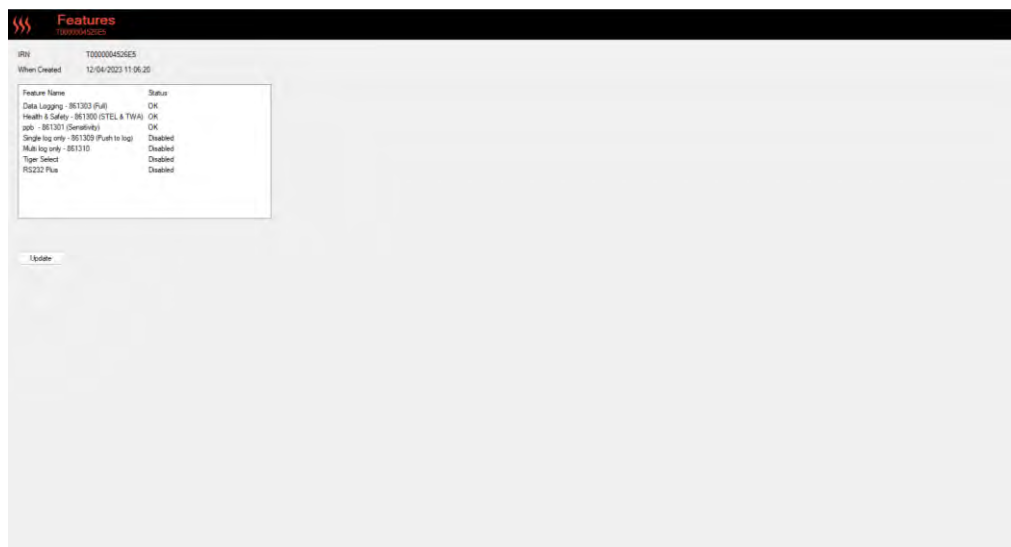 Features
T0000004526E5
IRN T0000004526E5
When Created 12/04/2023 11:06:20
Feature Name Status
Data Logging - 861303 (Full) OK
Health & Safety - 861300 (STEL & TWA) OK
ppb - 861301 (Sensitivity) OK
Single log only - 861309 (Push to log) Disabled
Multi log only - 861310 Disabled
Tiger Select Disabled
RS232 Plus Disabled
Update